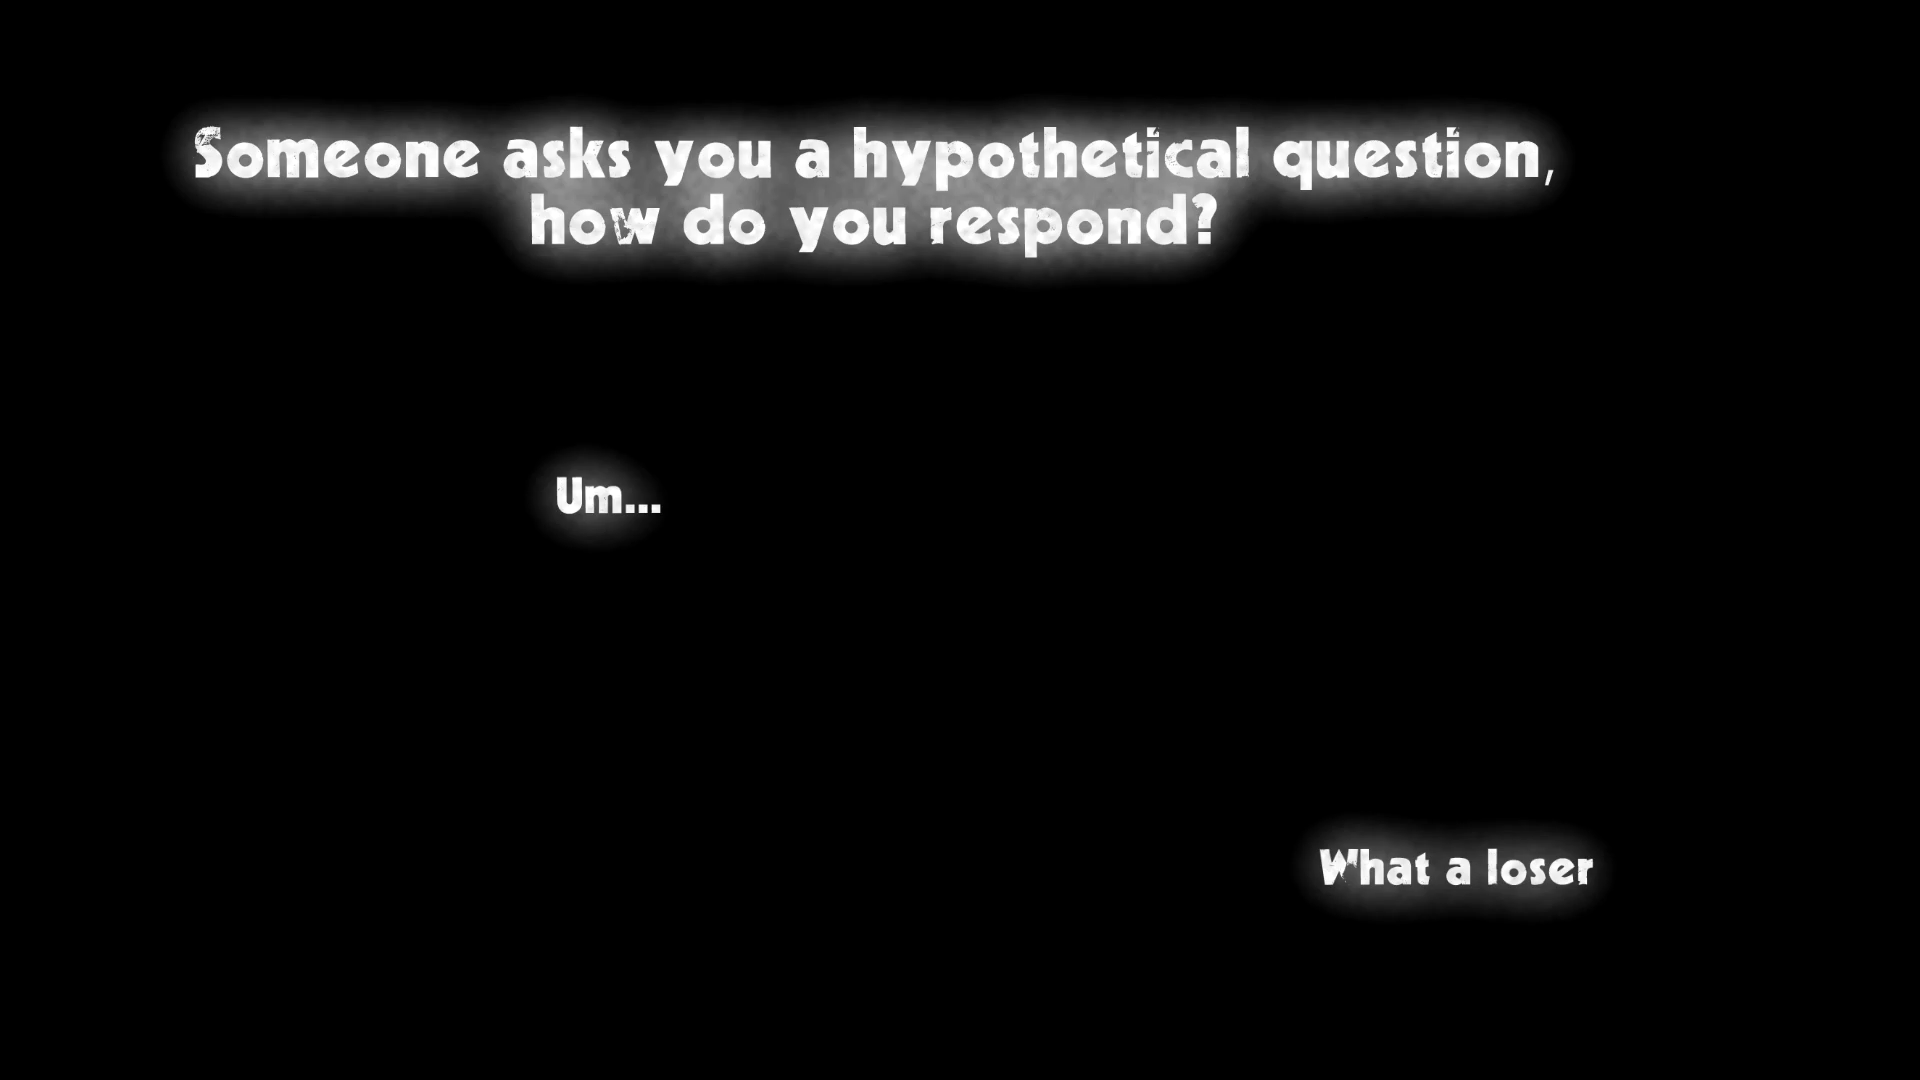 Someone asks you a hypothetical question,
how do you respond?
Um...
What a loser